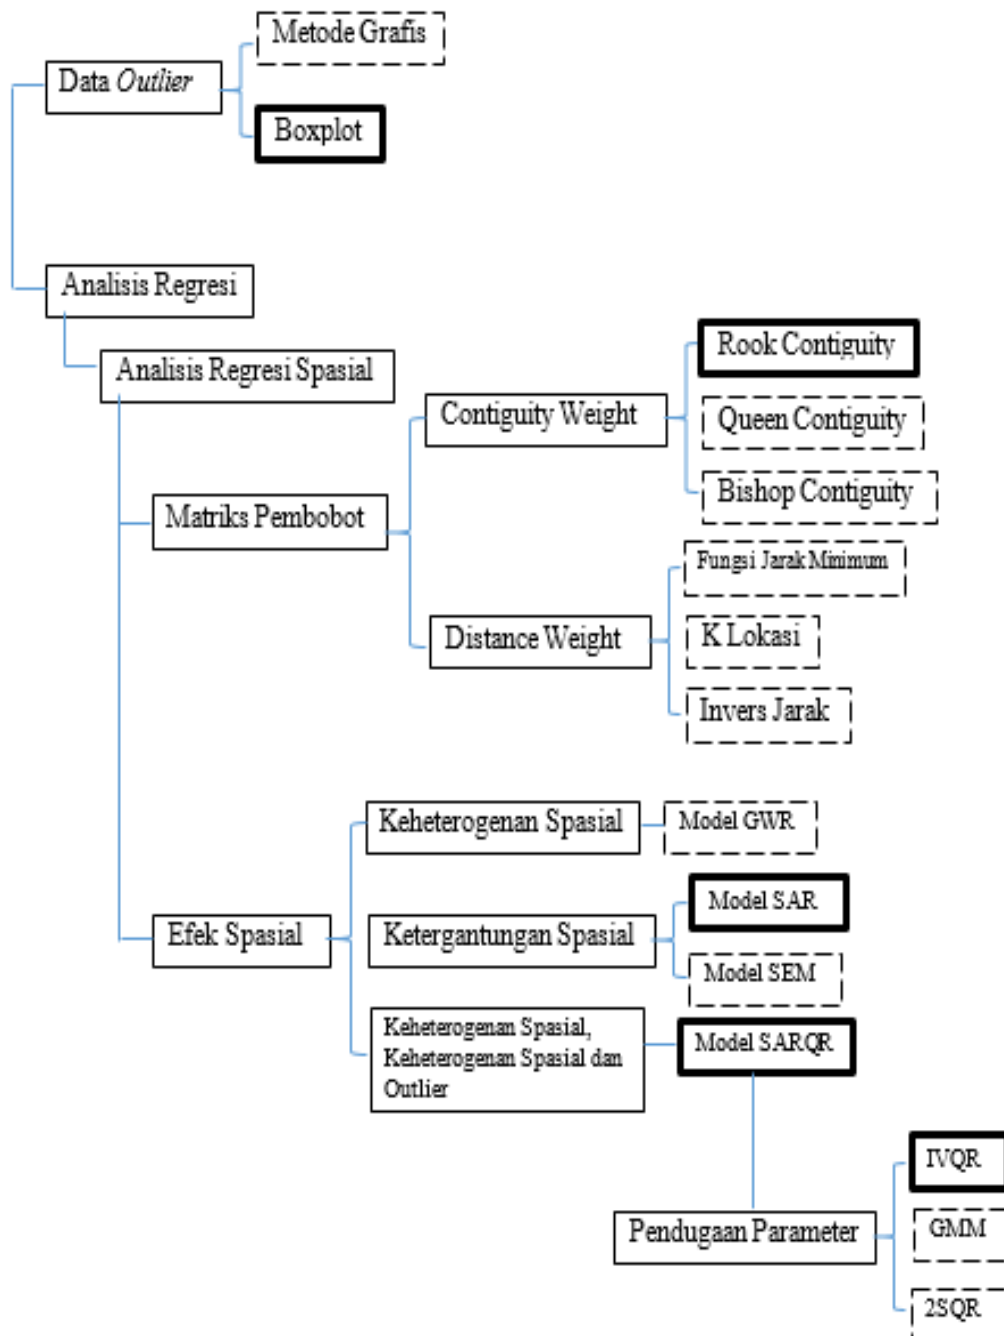 Metode Grafis
Data Outlier
Boxplot
Analisis Regresi
Analisis Regresi Spasial
Rook Contiguity
Contiguity Weight
Queen Contiguity
Bishop Contiguity
Matriks Pembobot
Fungsi Jarak Minimum
K Lokasi
Distance Weight
Invers Jarak
Keheterogenan Spasial
Model GWR
Model SAR
Efek Spasial
Ketergantungan Spasial
Model SEM
Keheterogenan Spasial,
Keheterogenan Spasial dan
Outlier
Model SARQR
IVQR
Pendugaan Parameter
GMM
2SQR